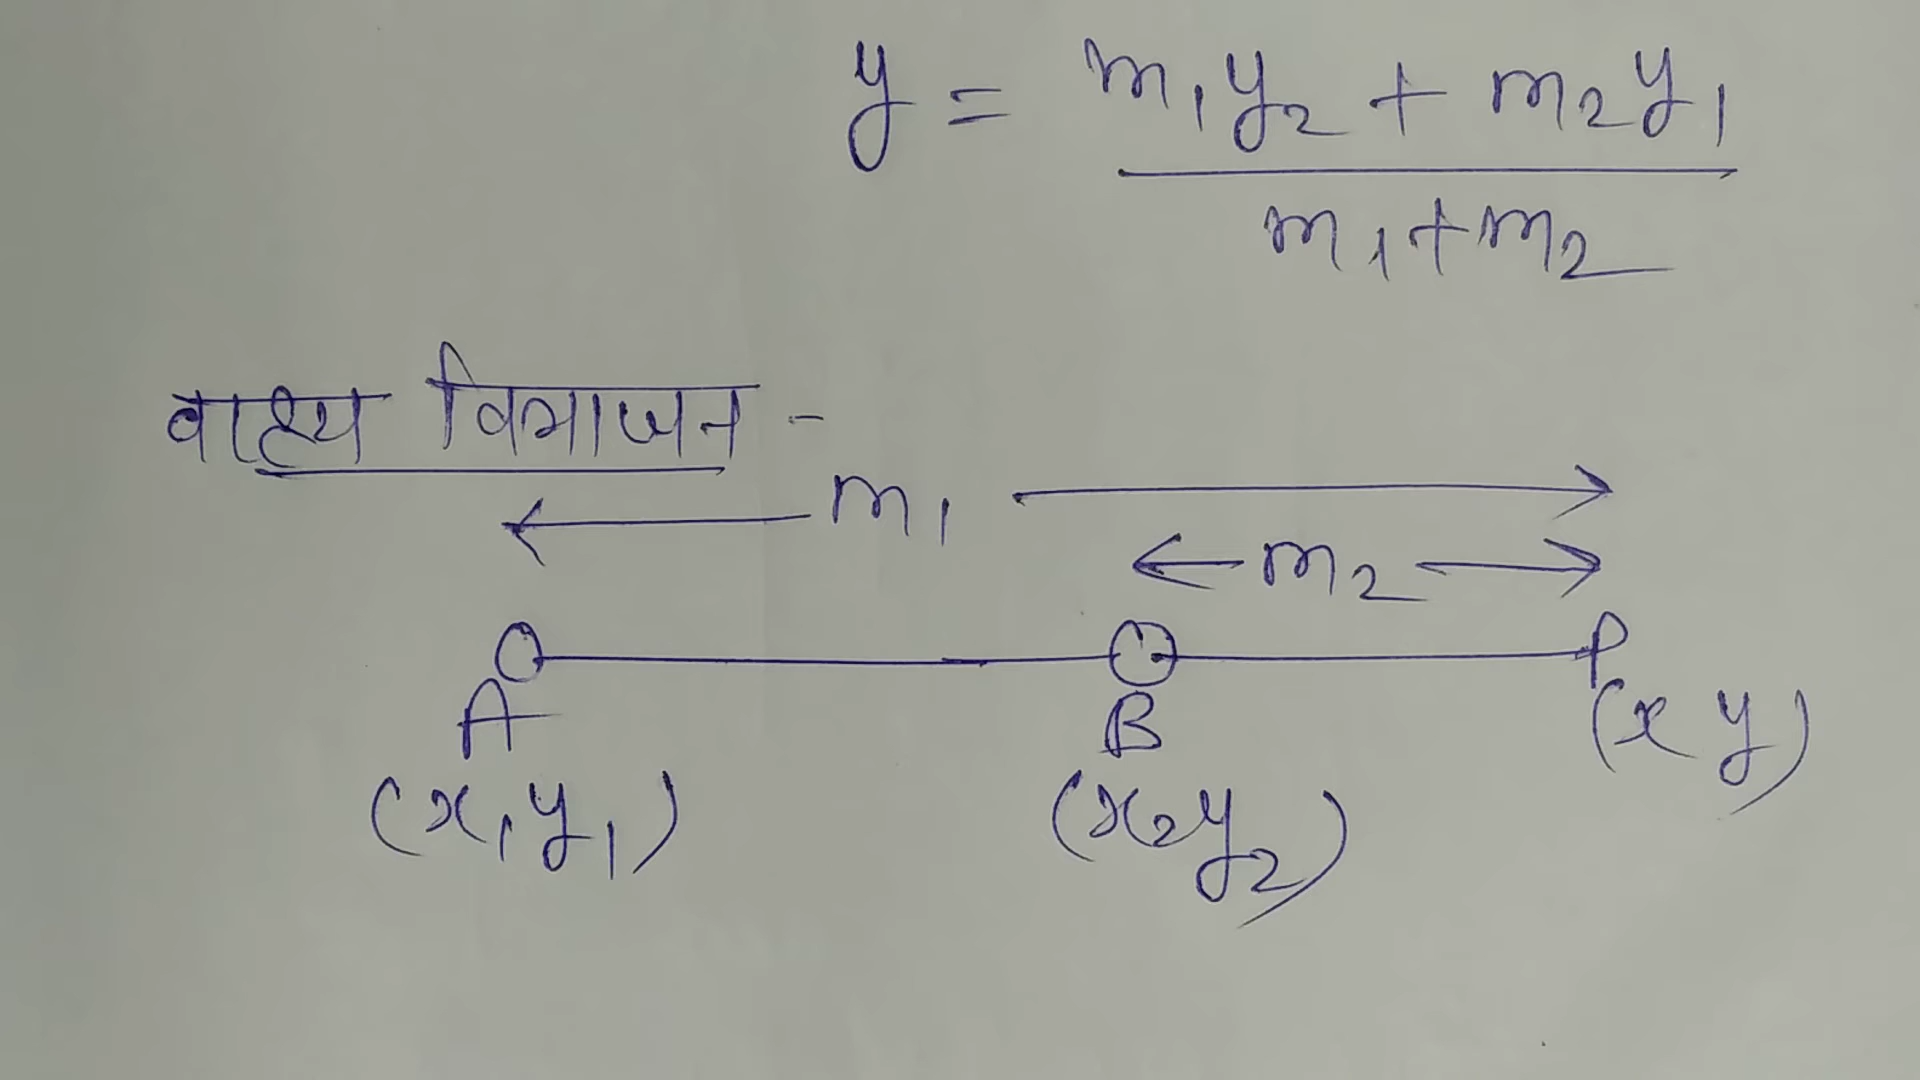 y = m₁y₂ + m₂y₁
m₁+m₂
वाह्य विभाजन -
m₁
m₂
A B P
(x₁y₁) (x₂y₂) (x y)